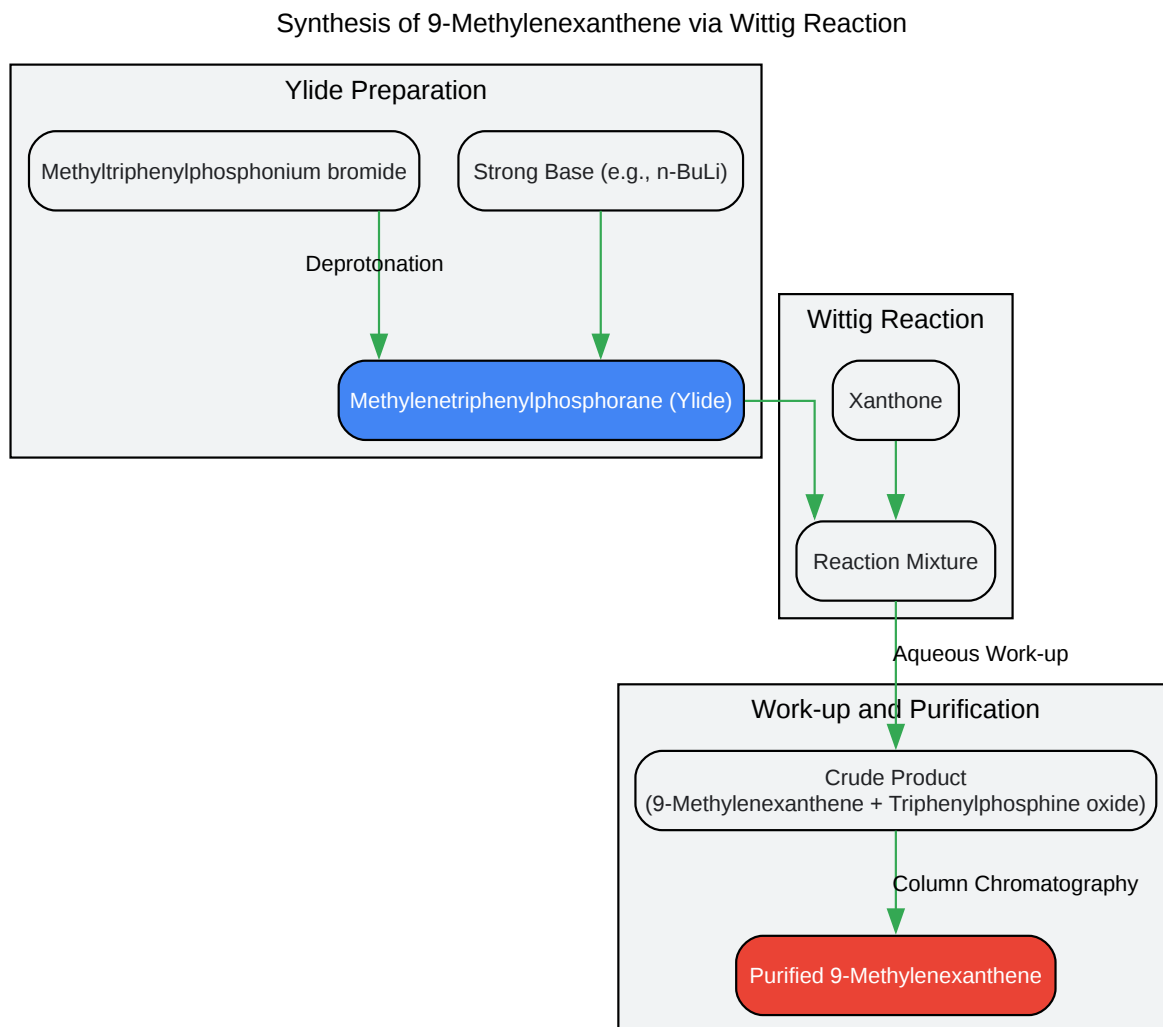 Synthesis of 9-Methylenexanthene via Wittig Reaction
Ylide Preparation
Methyltriphenylphosphonium bromide
Strong Base (e.g., n-BuLi)
Deprotonation
Methylenetriphenylphosphorane (Ylide)
Wittig Reaction
Xanthone
Reaction Mixture
Aqueous Work-up
Work-up and Purification
Crude Product
(9-Methylenexanthene + Triphenylphosphine oxide)
Column Chromatography
Purified 9-Methylenexanthene